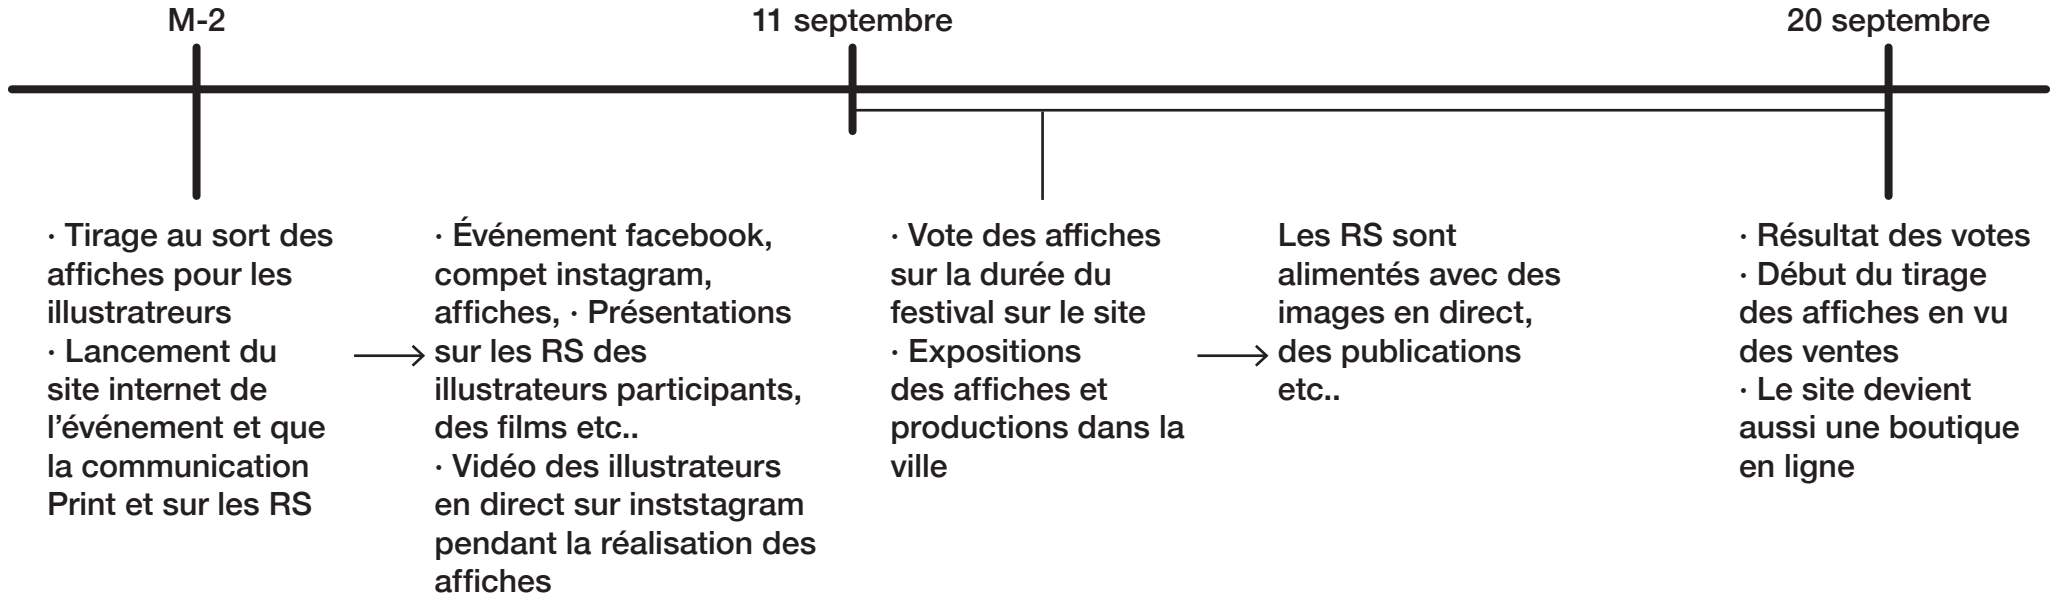 M-2
11 septembre
20 septembre
· Tirage au sort des
affiches pour les
illustratreurs
· Lancement du
site internet de
l’événement et que
la communication
Print et sur les RS
· Événement facebook,
compet instagram,
affiches, · Présentations
sur les RS des
illustrateurs participants,
des films etc..
· Vidéo des illustrateurs
en direct sur inststagram
pendant la réalisation des
affiches
· Vote des affiches
sur la durée du
festival sur le site
· Expositions
des affiches et
productions dans la
ville
Les RS sont
alimentés avec des
images en direct,
des publications
etc..
· Résultat des votes
· Début du tirage
des affiches en vu
des ventes
· Le site devient
aussi une boutique
en ligne